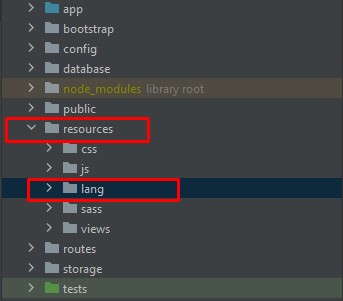 app
bootstrap
config
database
node_modules library root
public
resources
css
js
lang
sass
views
routes
storage
tests